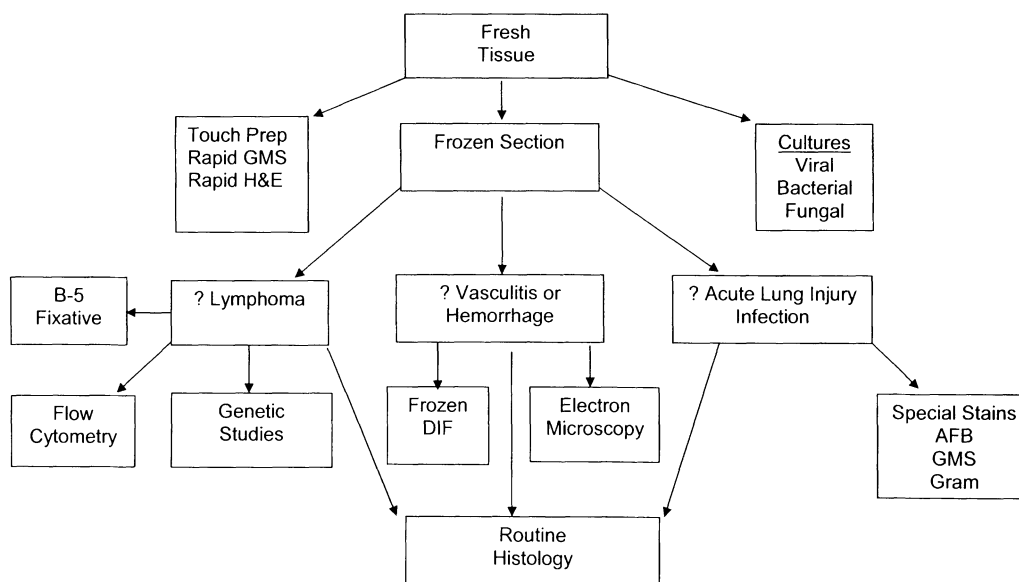 Fresh
Tissue
Touch Prep
Rapid GMS
Rapid H&E
Frozen Section
Cultures
Viral
Bacterial
Fungal
B-5
Fixative
? Lymphoma
? Vasculitis or
Hemorrhage
? Acute Lung Injury
Infection
Flow
Cytometry
Genetic
Studies
Frozen
DIF
Electron
Microscopy
Special Stains
AFB
GMS
Gram
Routine
Histology